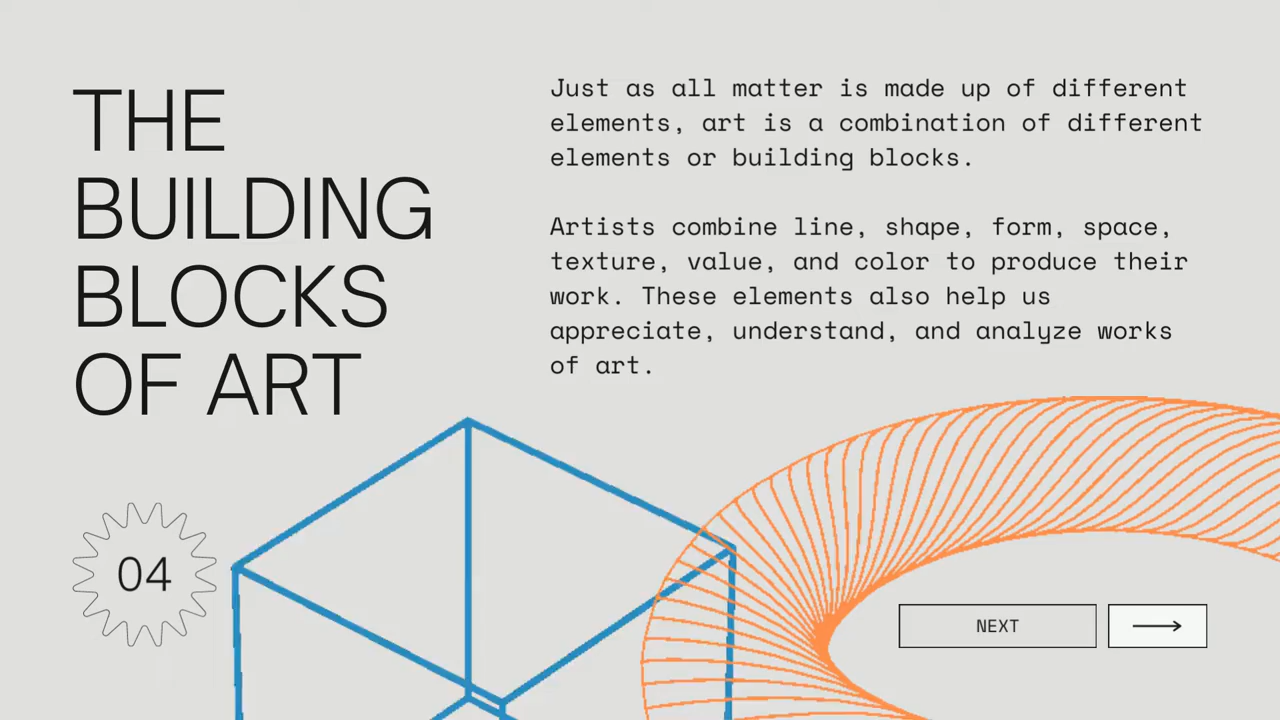 THE
BUILDING
BLOCKS
OF ART
Just as all matter is made up of different
elements, art is a combination of different
elements or building blocks.
Artists combine line, shape, form, space,
texture, value, and color to produce their
work. These elements also help us
appreciate, understand, and analyze works
of art.
04
NEXT